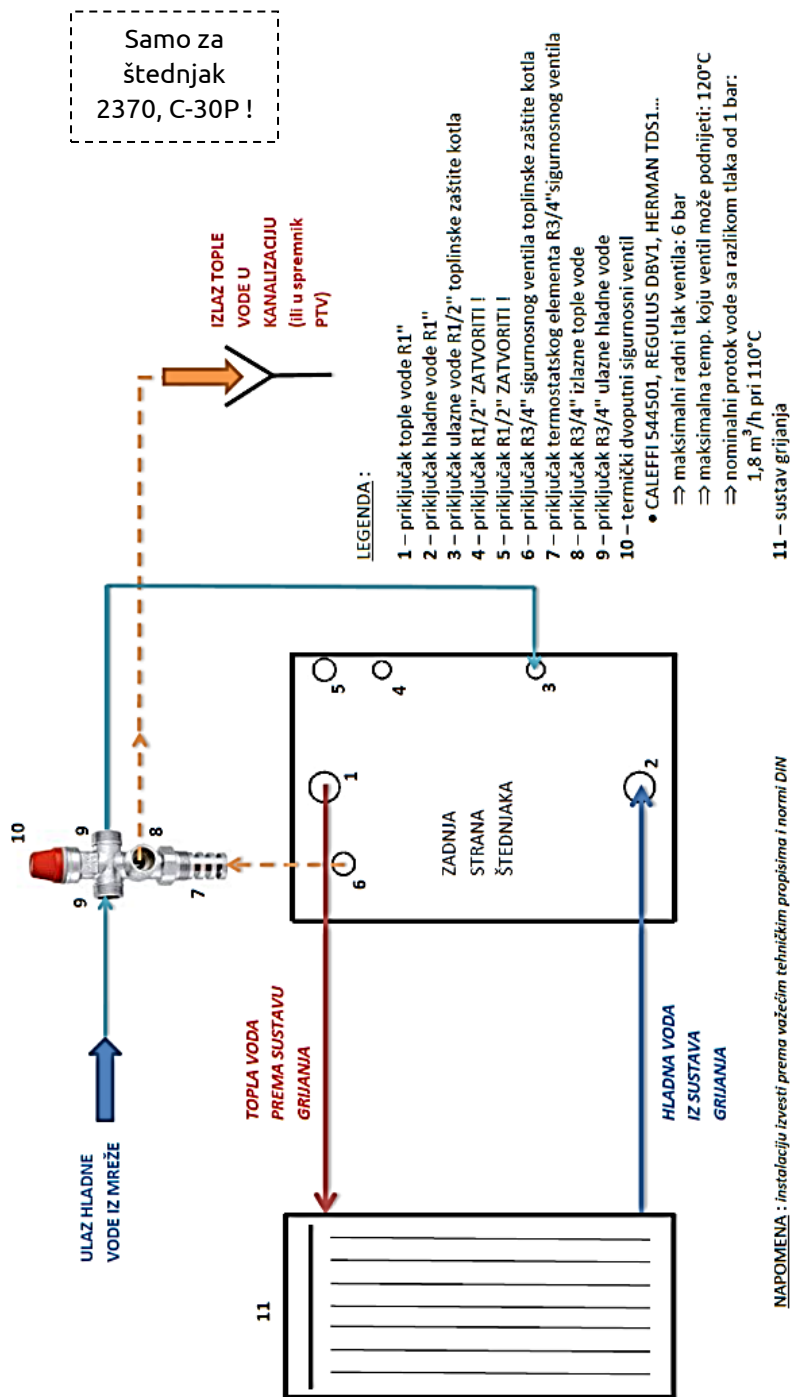 Samo za
štednjak
2370, C-30P !
ULAZ HLADNE
VODE IZ MREŽE
10
9
9
8
7
IZLAZ TOPLE
VODE U
KANALIZACIJU
(ili u spremnik
PTV)
11
TOPLA VODA
PREMA SUSTAVU
GRIJANJA
6
1
5
4
3
2
ZADNJA
STRANA
ŠTEDNJAKA
HLADNA VODA
IZ SUSTAVA
GRIJANJA
LEGENDA :
1 – priključak tople vode R1"
2 – priključak hladne vode R1"
3 – priključak ulazne vode R1/2" toplinske zaštite kotla
4 – priključak R1/2" ZATVORITI !
5 – priključak R1/2" ZATVORITI !
6 – priključak R3/4" sigurnosnog ventila toplinske zaštite kotla
7 – priključak termostatskog elementa R3/4"sigurnosnog ventila
8 – priključak R3/4" izlazne tople vode
9 – priključak R3/4" ulazne hladne vode
10 – termički dvoputni sigurnosni ventil
• CALEFFI 544501, REGULUS DBV1, HERMAN TDS1...
⇒ maksimalni radni tlak ventila: 6 bar
⇒ maksimalna temp. koju ventil može podnijeti: 120°C
⇒ nominalni protok vode sa razlikom tlaka od 1 bar:
1,8 m³/h pri 110°C
11 – sustav grijanja
NAPOMENA : instalaciju izvesti prema važećim tehničkim propisima i normi DIN